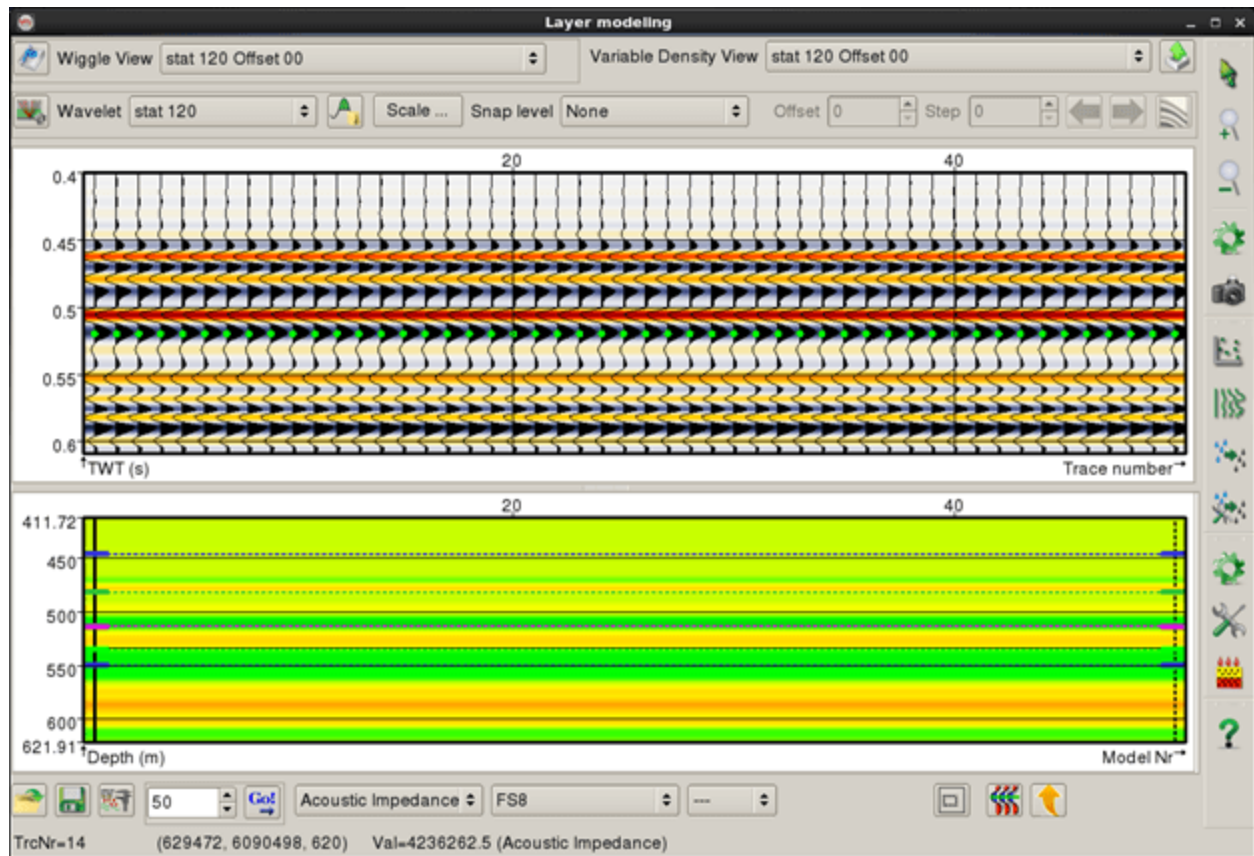 Layer modeling
Wiggle View stat 120 Offset 00 Variable Density View stat 120 Offset 00
Wavelet stat 120 Scale ... Snap level None Offset 0 Step 0
20 40
0.4
0.45
0.5
0.55
0.6
TWT (s) Trace number
20 40
411.72
450
500
550
600
621.91
Depth (m) Model Nr
50 Go! Acoustic Impedance FS8 ---
TrcNr=14 (629472, 6090498, 620) Val=4236262.5 (Acoustic Impedance)